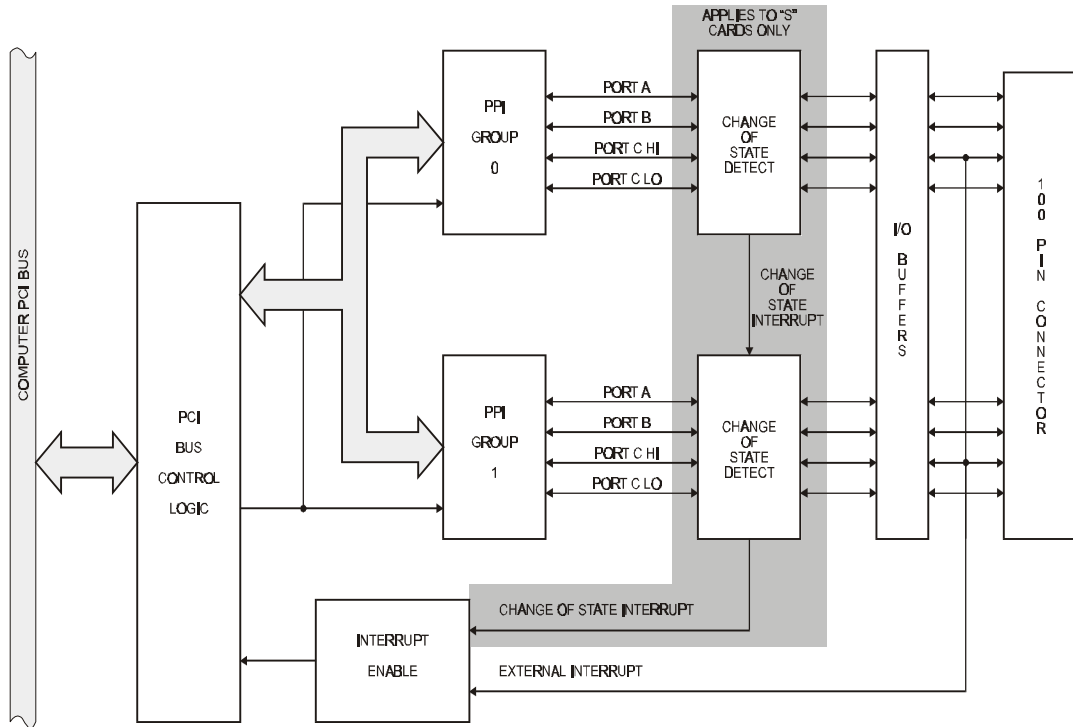 APPLIES TO "S"
CARDS ONLY
COMPUTER PCI BUS
PCI
BUS
CONTROL
LOGIC
PPI
GROUP
0
PORT A
PORT B
PORT C HI
PORT C LO
CHANGE
OF
STATE
DETECT
CHANGE
OF
STATE
INTERRUPT
PPI
GROUP
1
PORT A
PORT B
PORT C HI
PORT C LO
CHANGE
OF
STATE
DETECT
I/O BUFFERS
100 PIN CONNECTOR
INTERRUPT
ENABLE
CHANGE OF STATE INTERRUPT
EXTERNAL INTERRUPT